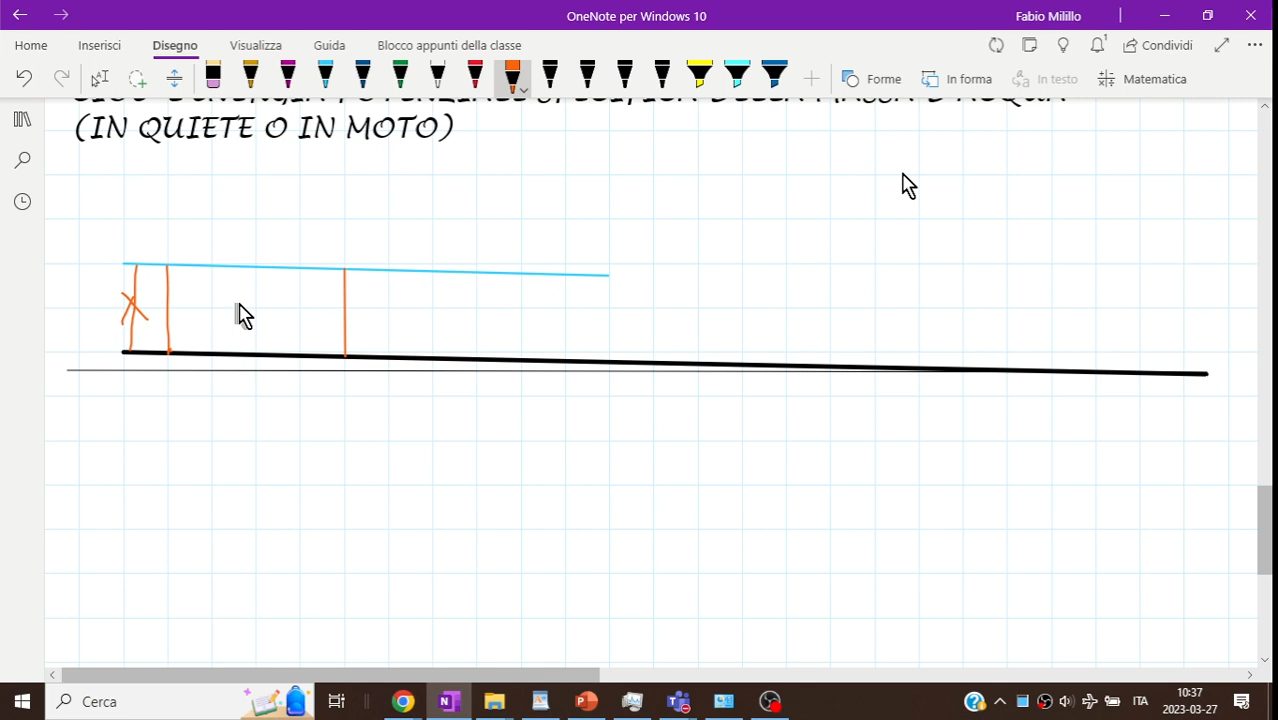 OneNote per Windows 10
Fabio Milillo
Home Inserisci Disegno Visualizza Guida Blocco appunti della classe
Condividi
Forme In forma In testo Matematica
(IN QUIETE O IN MOTO)
Cerca
ITA
10:37
2023-03-27